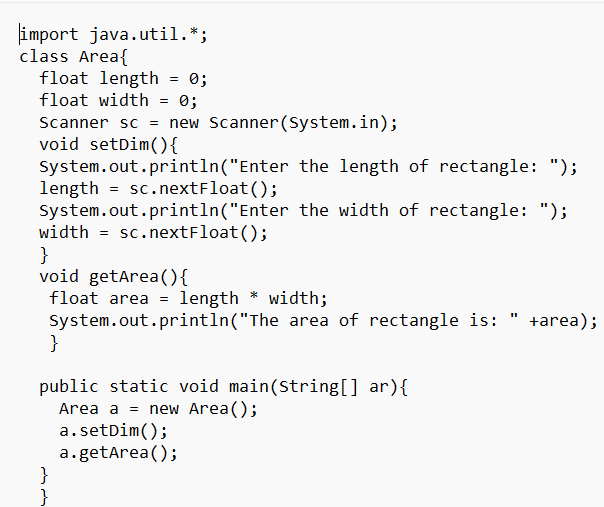 import java.util.*;
class Area{
  float length = 0;
  float width = 0;
  Scanner sc = new Scanner(System.in);
  void setDim(){
  System.out.println("Enter the length of rectangle: ");
  length = sc.nextFloat();
  System.out.println("Enter the width of rectangle: ");
  width = sc.nextFloat();
  }
  void getArea(){
   float area = length * width;
   System.out.println("The area of rectangle is: " +area);
   }

  public static void main(String[] ar){
    Area a = new Area();
    a.setDim();
    a.getArea();
  }
  }